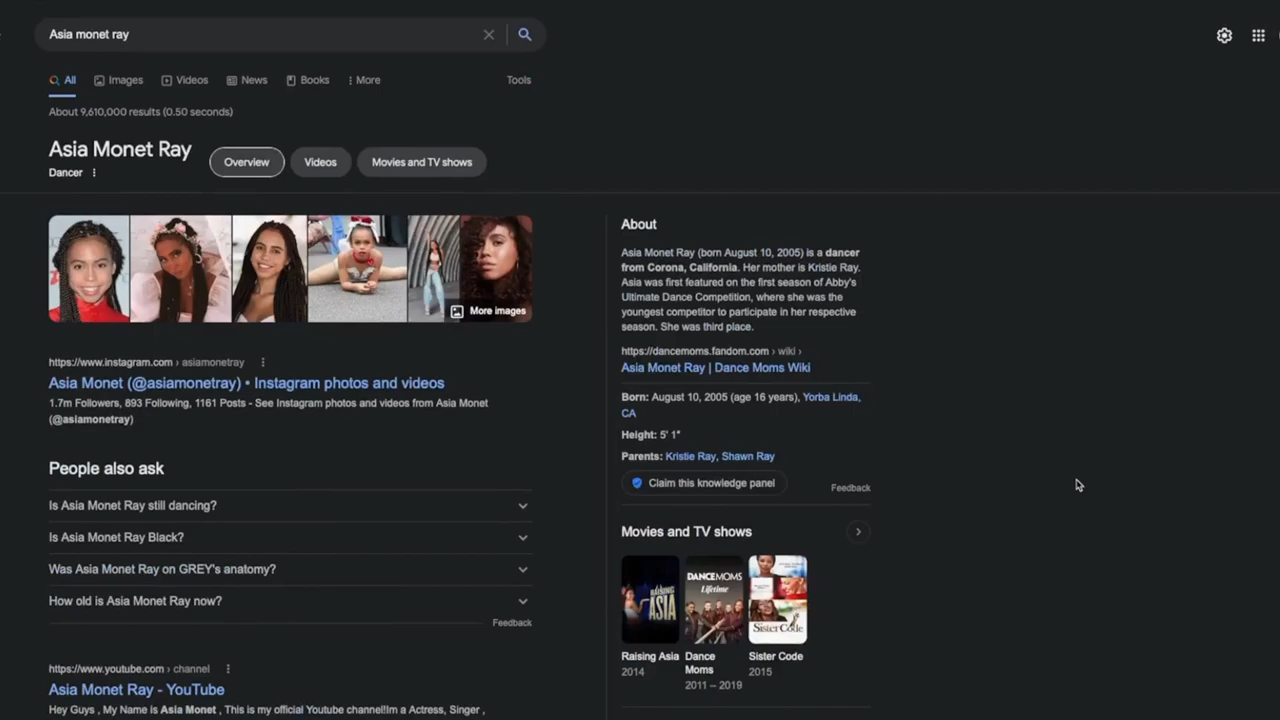 Asia monet ray
All
Images
Videos
News
Books
More
Tools
About 9,610,000 results (0.50 seconds)
Asia Monet Ray
Dancer
Overview
Videos
Movies and TV shows
More images
https://www.instagram.com › asiamonetray
Asia Monet (@asiamonetray) • Instagram photos and videos
1.7m Followers, 893 Following, 1161 Posts - See Instagram photos and videos from Asia Monet
(@asiamonetray)
People also ask
Is Asia Monet Ray still dancing?
Is Asia Monet Ray Black?
Was Asia Monet Ray on GREY's anatomy?
How old is Asia Monet Ray now?
Feedback
https://www.youtube.com › channel
Asia Monet Ray - YouTube
Hey Guys , My Name is Asia Monet , This is my official Youtube channel!Im a Actress, Singer ,
About
Asia Monet Ray (born August 10, 2005) is a dancer
from Corona, California. Her mother is Kristie Ray.
Asia was first featured on the first season of Abby's
Ultimate Dance Competition, where she was the
youngest competitor to participate in her respective
season. She was third place.
https://dancemoms.fandom.com › wiki ›
Asia Monet Ray | Dance Moms Wiki
Born: August 10, 2005 (age 16 years), Yorba Linda,
CA
Height: 5′ 1″
Parents: Kristie Ray, Shawn Ray
Claim this knowledge panel
Feedback
Movies and TV shows
RAISING
ASIA
DANCE MOMS
Lifetime
Sister Code
Raising Asia
2014
Dance
Moms
2011 – 2019
Sister Code
2015